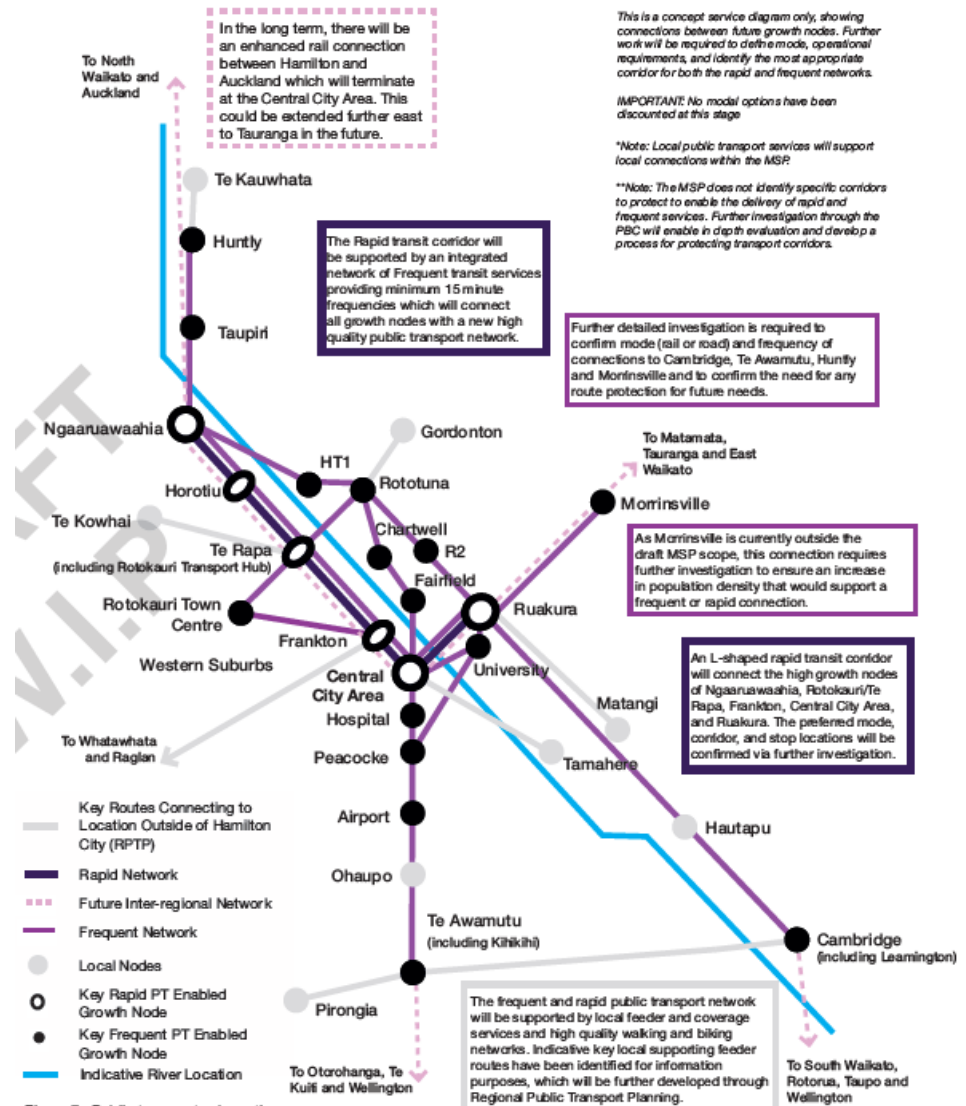 In the long term, there will be
an enhanced rail connection
between Hamilton and
Auckland which will terminate
at the Central City Area. This
could be extended further east
to Tauranga in the future.
This is a concept service diagram only, showing
connections between future growth nodes. Further
work will be required to define mode, operational
requirements, and identify the most appropriate
corridor for both the rapid and frequent networks.
IMPORTANT: No modal options have been
discounted at this stage
*Note: Local public transport services will support
local connections within the MSP.
**Note: The MSP does not identify specific corridors
to protect to enable the delivery of rapid and
frequent services. Further investigation through the
PBC will enable in depth evaluation and develop a
process for protecting transport corridors.
To North
Waikato and
Auckland
Te Kauwhata
Huntly
Taupiri
The Rapid transit corridor will
be supported by an integrated
network of Frequent transit services
providing minimum 15 minute
frequencies which will connect
all growth nodes with a new high
quality public transport network.
Further detailed investigation is required to
confirm mode (rail or road) and frequency of
connections to Cambridge, Te Awamutu, Huntly
and Morrinsville and to confirm the need for any
route protection for future needs.
Ngaaruawaahia
Gordonton
To Matamata,
Tauranga and East
Waikato
HT1
Rototuna
Horotiu
Morrinsville
Te Kowhai
Chartwell
R2
Te Rapa
(including Rotokauri Transport Hub)
Fairfield
As Morrinsville is currently outside the
draft MSP scope, this connection requires
further investigation to ensure an increase
in population density that would support a
frequent or rapid connection.
Rotokauri Town
Centre
Ruakura
Frankton
Western Suburbs
University
Central
City Area
An L-shaped rapid transit corridor
will connect the high growth nodes
of Ngaaruawaahia, Rotokauri/Te
Rapa, Frankton, Central City Area,
and Ruakura. The preferred mode,
corridor, and stop locations will be
confirmed via further investigation.
Hospital
Matangi
To Whatawhata
and Raglan
Peacocke
Tamahere
Airport
Hautapu
Ohaupo
Te Awamutu
(including Kihikihi)
Cambridge
(including Leamington)
Pirongia
Key Routes Connecting to
Location Outside of Hamilton
City (RPTP)
Rapid Network
Future Inter-regional Network
Frequent Network
Local Nodes
Key Rapid PT Enabled
Growth Node
Key Frequent PT Enabled
Growth Node
Indicative River Location
To Otorohanga, Te
Kuiti and Wellington
The frequent and rapid public transport network
will be supported by local feeder and coverage
services and high quality walking and biking
networks. Indicative key local supporting feeder
routes have been identified for information
purposes, which will be further developed through
Regional Public Transport Planning.
To South Waikato,
Rotorua, Taupo and
Wellington